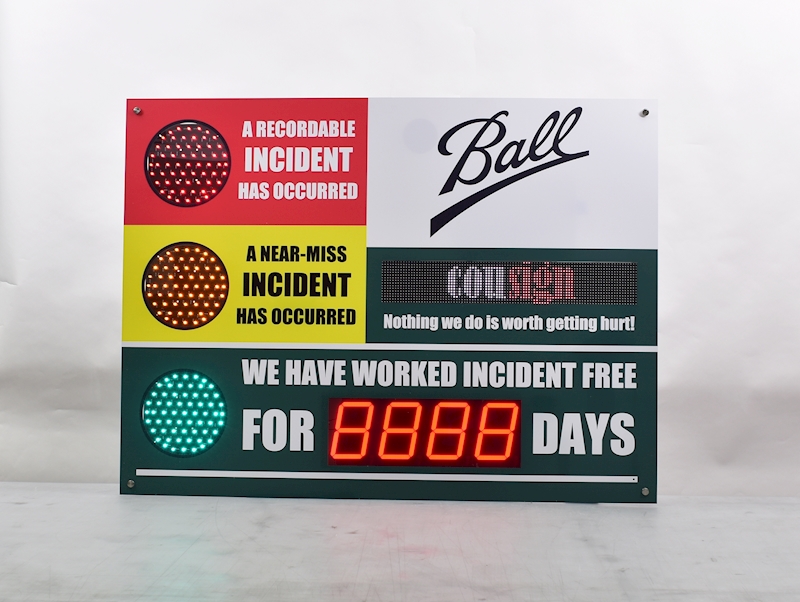 A RECORDABLE
INCIDENT
HAS OCCURRED
Ball
A NEAR-MISS
INCIDENT
HAS OCCURRED
cousign
Nothing we do is worth getting hurt!
WE HAVE WORKED INCIDENT FREE
FOR 8888 DAYS